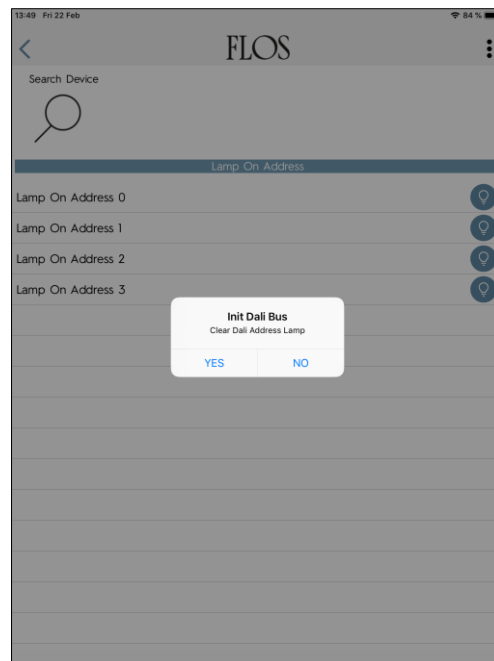 13:49 Fri 22 Feb
84 %
FLOS
Search Device
Lamp On Address
Lamp On Address 0
Lamp On Address 1
Lamp On Address 2
Lamp On Address 3
Init Dali Bus
Clear Dali Address Lamp
YES NO